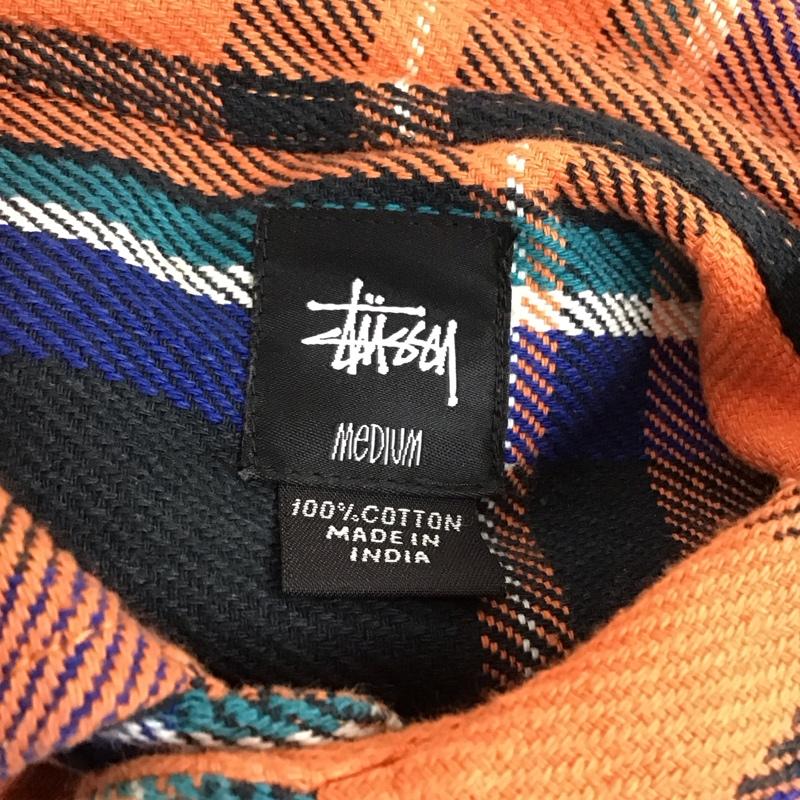 Stüssy
MEDIUM
100% COTTON
MADE IN
INDIA